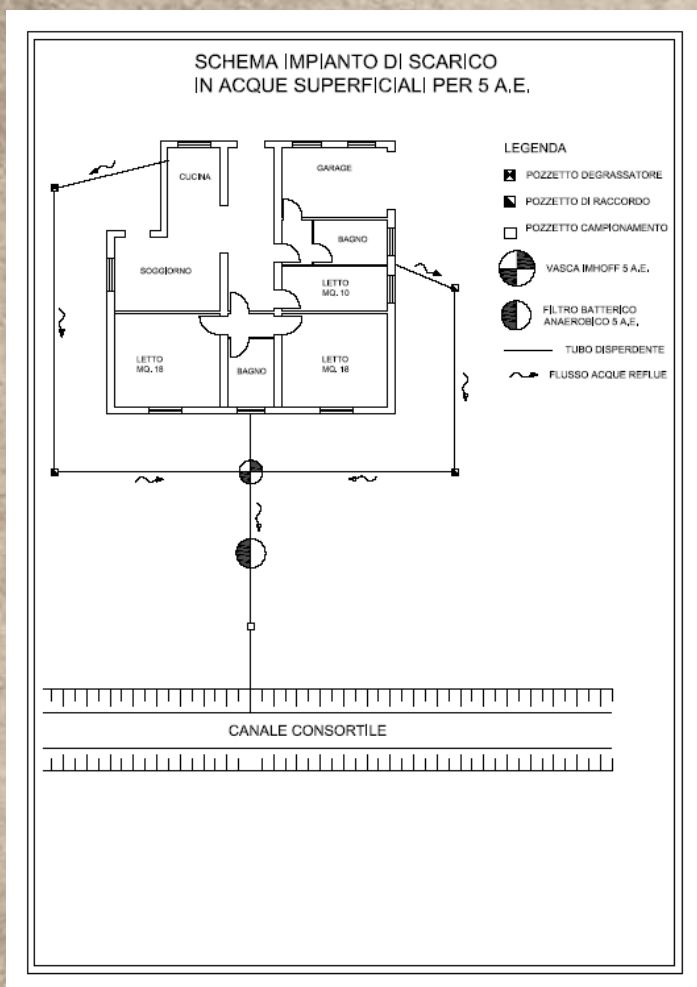 SCHEMA IMPIANTO DI SCARICO
IN ACQUE SUPERFICIALI PER 5 A.E.
CUCINA
GARAGE
BAGNO
SOGGIORNO
LETTO
MQ. 10
LETTO
MQ. 18
BAGNO
LETTO
MQ. 18
LEGENDA
POZZETTO DEGRASSATORE
POZZETTO DI RACCORDO
POZZETTO CAMPIONAMENTO
VASCA IMHOFF 5 A.E.
FILTRO BATTERICO
ANAEROBICO 5 A.E.
TUBO DISPERDENTE
FLUSSO ACQUE REFLUE
CANALE CONSORTILE